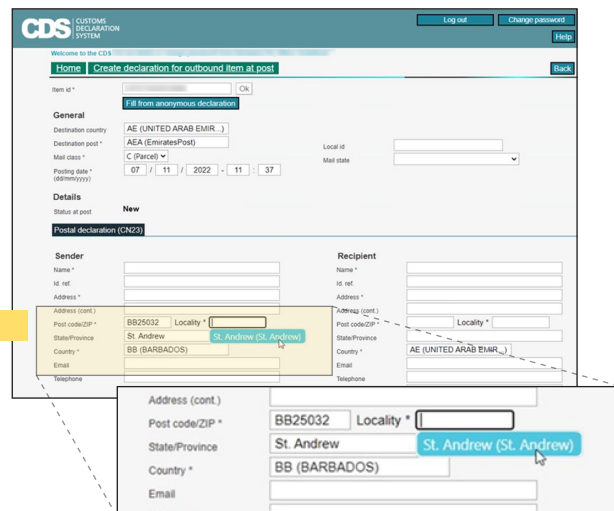 CDS CUSTOMS DECLARATION SYSTEM
Log out Change password
Help
Welcome to the CDS
Home Create declaration for outbound item at post Back
Item id * Ok
Fill from anonymous declaration
General
Destination country AE (UNITED ARAB EMIR...)
Destination post * AEA (EmiratesPost) Local id
Mail class * C (Parcel) Mail state
Posting date * (dd/mm/yyyy) 07 / 11 / 2022 - 11 : 37
Details
Status at post New
Postal declaration (CN23)
Sender Recipient
Name * Name *
Id. ref. Id. ref.
Address * Address *
Address (cont.) Address (cont.)
Post code/ZIP * BB25032 Locality * Post code/ZIP * Locality *
State/Province St. Andrew St. Andrew (St. Andrew) State/Province
Country * BB (BARBADOS) Country * AE (UNITED ARAB EMIR...)
Email Email
Telephone Telephone
Address (cont.)
Post code/ZIP * BB25032 Locality *
State/Province St. Andrew St. Andrew (St. Andrew)
Country * BB (BARBADOS)
Email